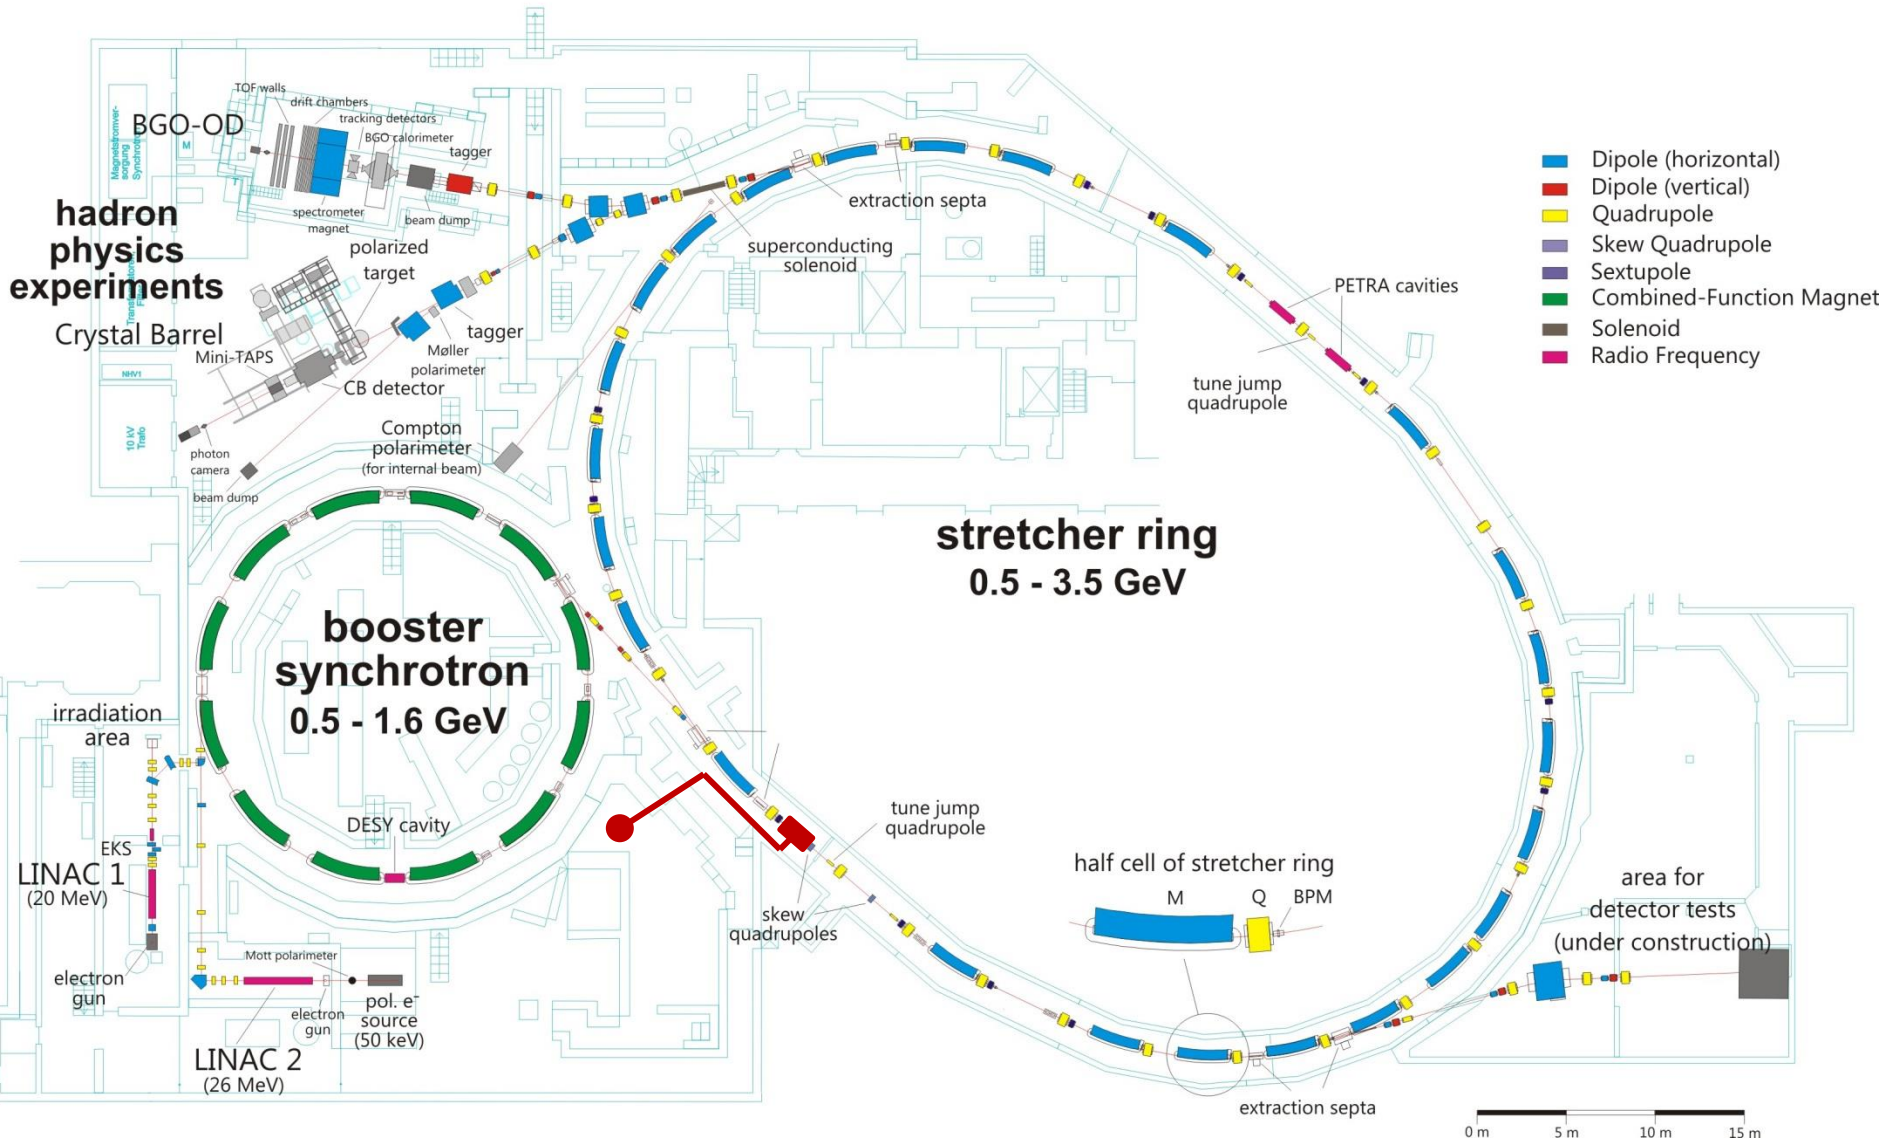 TOF walls
drift chambers
tracking detectors
BGO calorimeter
tagger
BGO-OD
M
T
spectrometer
magnet
beam dump
hadron
physics
experiments
polarized
target
Crystal Barrel
Mini-TAPS
CB detector
tagger
Møller
polarimeter
NHV1
10 kV
Trafo
photon
camera
beam dump
Compton
polarimeter
(for internal beam)
extraction septa
superconducting
solenoid
PETRA cavities
tune jump
quadrupole
Dipole (horizontal)
Dipole (vertical)
Quadrupole
Skew Quadrupole
Sextupole
Combined-Function Magnet
Solenoid
Radio Frequency
stretcher ring
0.5 - 3.5 GeV
booster
synchrotron
0.5 - 1.6 GeV
DESY cavity
irradiation
area
EKS
LINAC 1
(20 MeV)
electron
gun
Mott polarimeter
electron
gun
pol. e⁻
source
(50 keV)
LINAC 2
(26 MeV)
tune jump
quadrupole
skew
quadrupoles
half cell of stretcher ring
M
Q
BPM
area for
detector tests
(under construction)
extraction septa
0 m
5 m
10 m
15 m